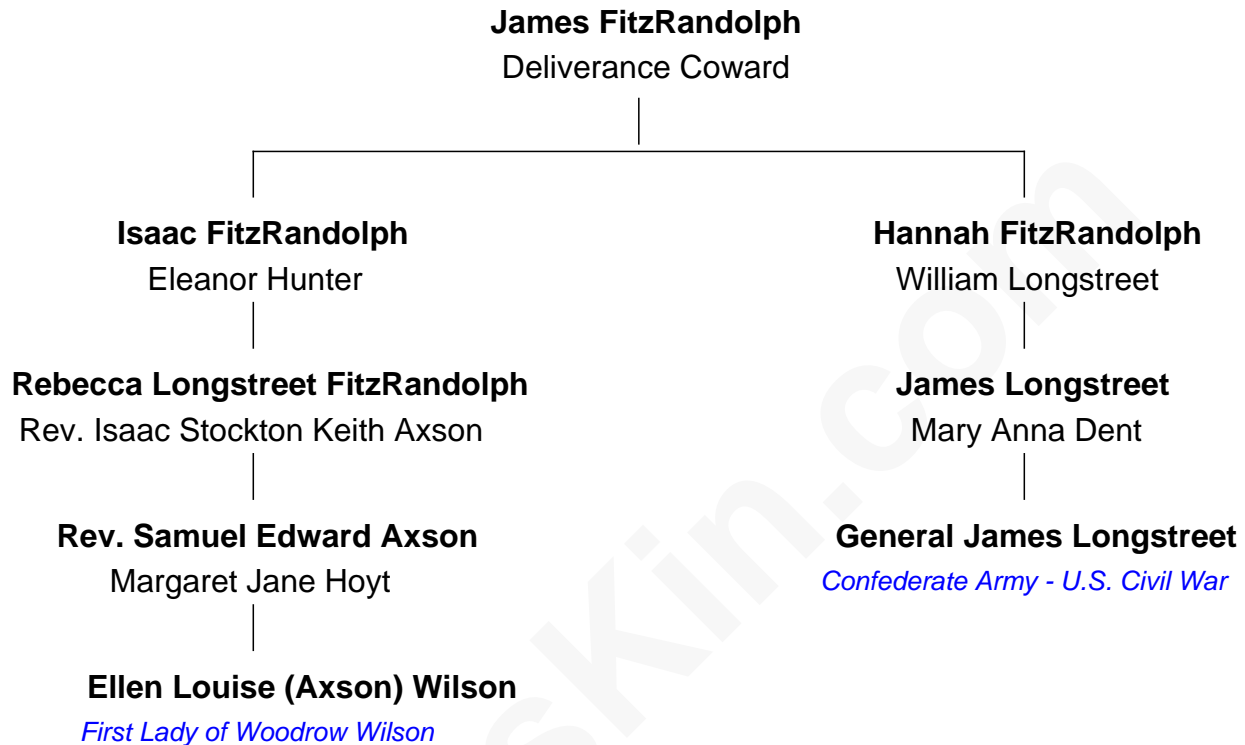 James FitzRandolph
Deliverance Coward
Isaac FitzRandolph
Eleanor Hunter
Hannah FitzRandolph
William Longstreet
Rebecca Longstreet FitzRandolph
Rev. Isaac Stockton Keith Axson
James Longstreet
Mary Anna Dent
Rev. Samuel Edward Axson
Margaret Jane Hoyt
General James Longstreet
Confederate Army - U.S. Civil War
Ellen Louise (Axson) Wilson
First Lady of Woodrow Wilson
sKin.com